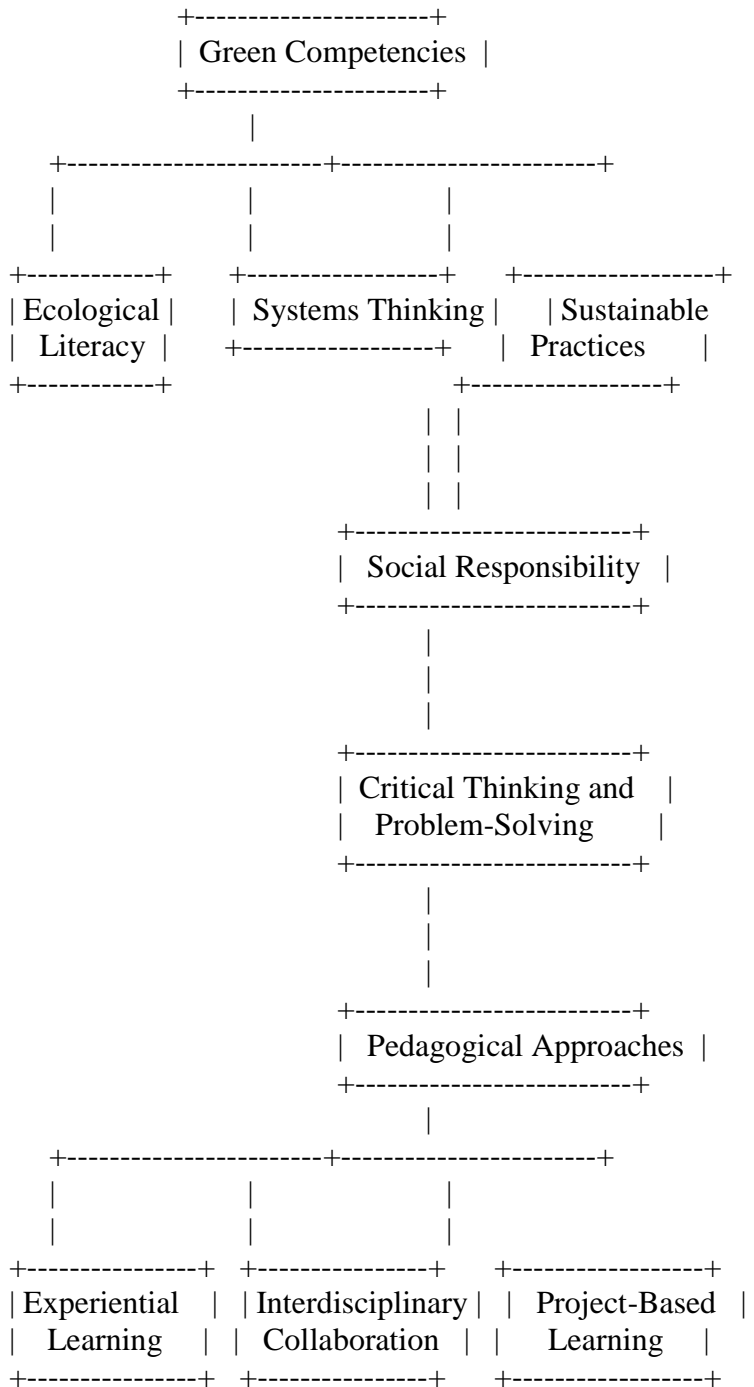 Green Competencies
Ecological
Systems Thinking
Sustainable
Literacy
Practices
Social Responsibility
Critical Thinking and
Problem-Solving
Pedagogical Approaches
Experiential
Interdisciplinary
Project-Based
Learning
Collaboration
Learning